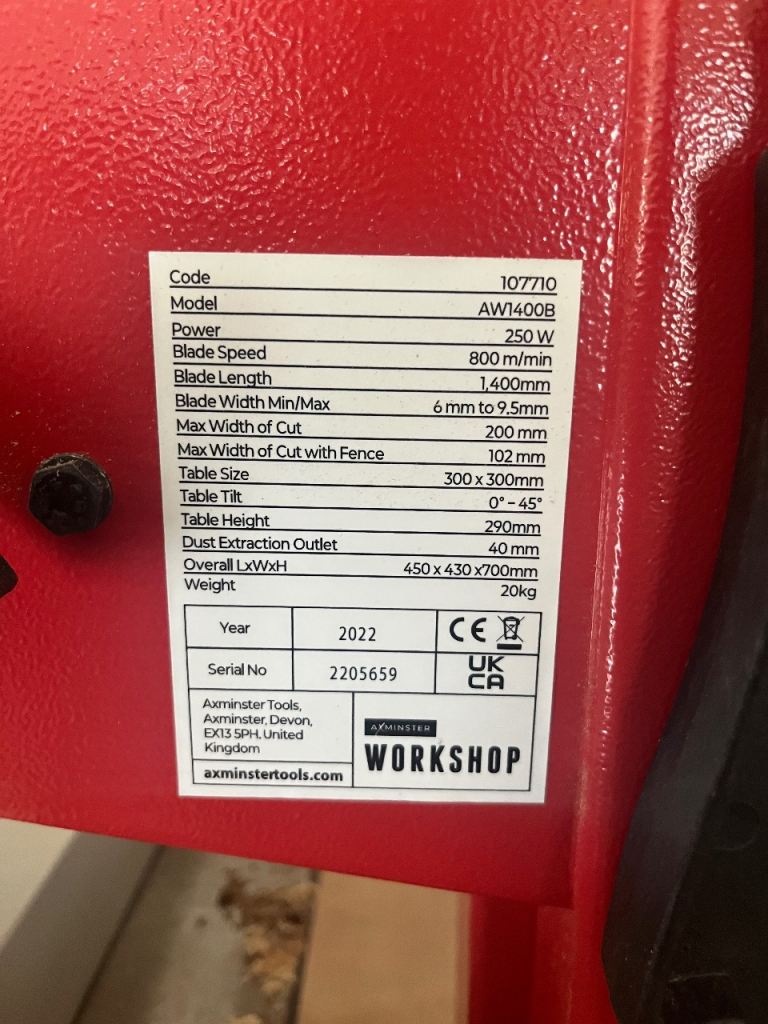 Code 107710
Model AW1400B
Power 250 W
Blade Speed 800 m/min
Blade Length 1,400mm
Blade Width Min/Max 6 mm to 9.5mm
Max Width of Cut 200 mm
Max Width of Cut with Fence 102 mm
Table Size 300 x 300mm
Table Tilt 0° – 45°
Table Height 290mm
Dust Extraction Outlet 40 mm
Overall LxWxH 450 x 430 x700mm
Weight 20kg
Year 2022 CE
Serial No 2205659 UK
CA
Axminster Tools,
Axminster, Devon,
EX13 5PH. United
Kingdom
axminstertools.com
AXMINSTER
WORKSHOP